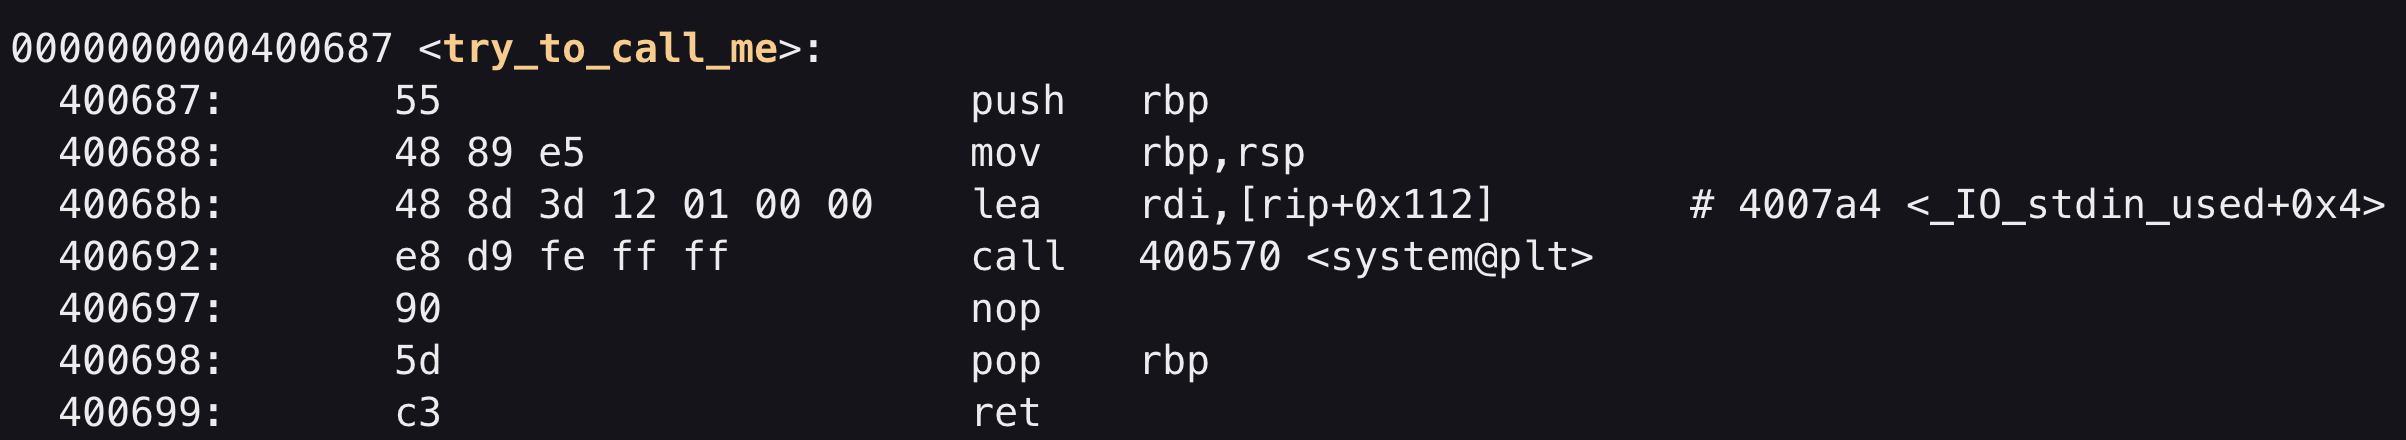 0000000000400687 <try_to_call_me>:
  400687:       55                      push   rbp
  400688:       48 89 e5                mov    rbp,rsp
  40068b:       48 8d 3d 12 01 00 00    lea    rdi,[rip+0x112]        # 4007a4 <_IO_stdin_used+0x4>
  400692:       e8 d9 fe ff ff          call   400570 <system@plt>
  400697:       90                      nop
  400698:       5d                      pop    rbp
  400699:       c3                      ret